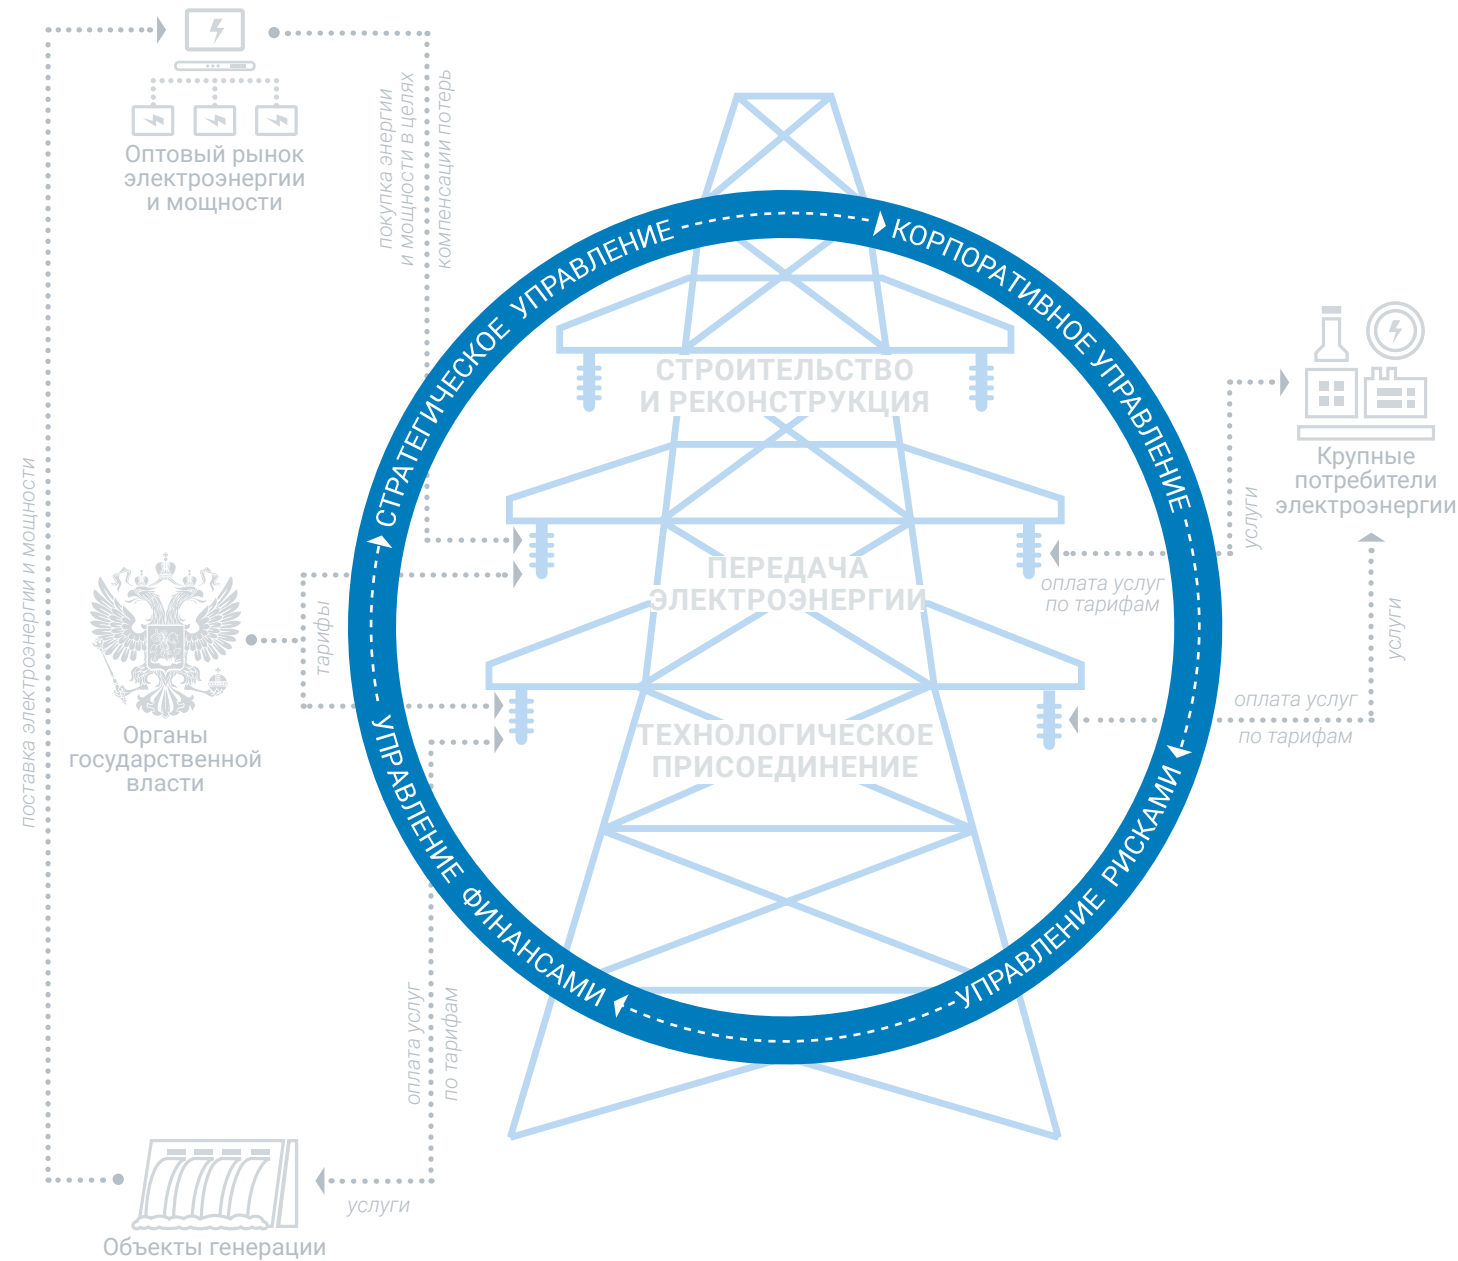 Оптовый рынок
электроэнергии
и мощности
покупка энергии
и мощности в целях
компенсации потерь
СТРАТЕГИЧЕСКОЕ УПРАВЛЕНИЕ
КОРПОРАТИВНОЕ УПРАВЛЕНИЕ
УПРАВЛЕНИЕ РИСКАМИ
УПРАВЛЕНИЕ ФИНАНСАМИ
СТРОИТЕЛЬСТВО
И РЕКОНСТРУКЦИЯ
ПЕРЕДАЧА
ЭЛЕКТРОЭНЕРГИИ
ТЕХНОЛОГИЧЕСКОЕ
ПРИСОЕДИНЕНИЕ
Крупные
потребители
электроэнергии
услуги
оплата услуг
по тарифам
услуги
оплата услуг
по тарифам
поставка электроэнергии и мощности
тарифы
Органы
государственной
власти
оплата услуг
по тарифам
услуги
Объекты генерации